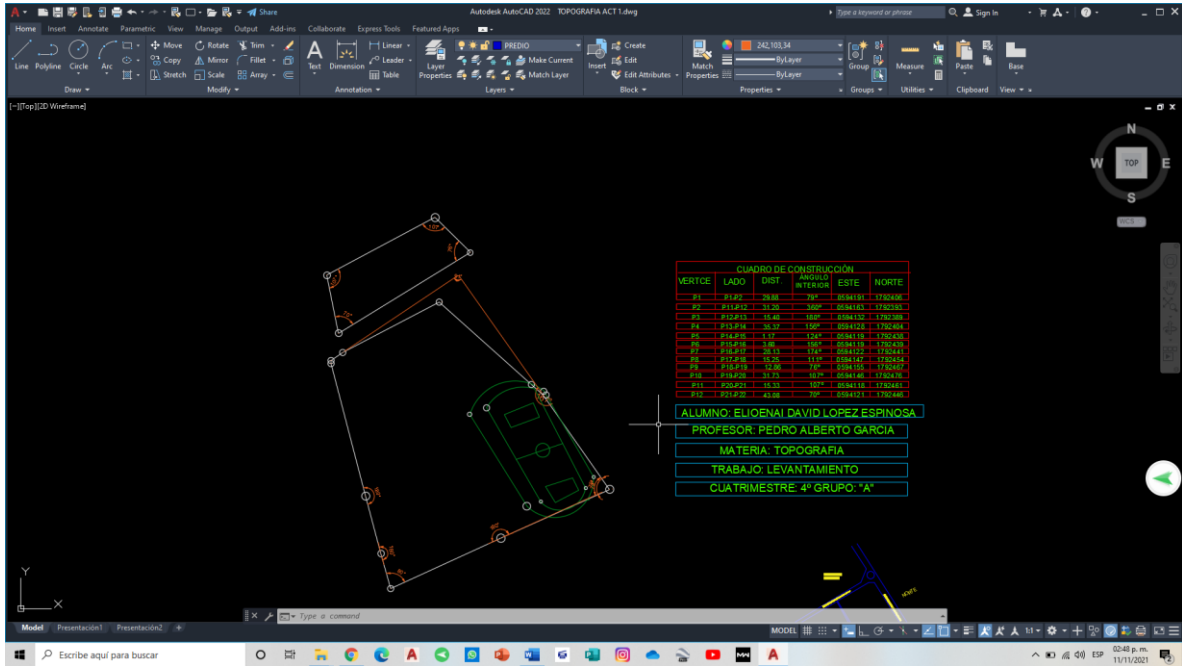 Autodesk AutoCAD 2022 TOPOGRAFIA ACT 1.dwg
Share
Type a keyword or phrase
Sign In
Home Insert Annotate Parametric View Manage Output Add-ins Collaborate Express Tools Featured Apps
Line Polyline Circle Arc
Move Rotate Trim
Copy Mirror Fillet
Stretch Scale Array
Text Dimension
Linear
Leader
Table
Layer Properties
PREDIO
Make Current
Match Layer
Insert
Create
Edit
Edit Attributes
Match Properties
242,103,34
ByLayer
ByLayer
Group
Measure
Paste
Base
Draw Modify Annotation Layers Block Properties Groups Utilities Clipboard View
[−][Top][2D Wireframe]
N
W TOP E
S
WCS
CUADRO DE CONSTRUCCIÓN
VERTCE LADO DIST. ANGULO INTERIOR ESTE NORTE
P1 P1-P2 29.88 79° 0594191 1792406
P2 P11-P12 31.20 360° 0594163 1792393
P3 P12-P13 15.40 180° 0594132 1792389
P4 P13-P14 35.37 156° 0594128 1792404
P5 P14-P15 1.17 124° 0594119 1792438
P6 P15-P16 3.60 156° 0594119 1792439
P7 P16-P17 28.13 174° 0594122 1792441
P8 P17-P18 15.25 111° 0594147 1792454
P9 P18-P19 12.86 76° 0594155 1792467
P10 P19-P20 31.73 107° 0594146 1792476
P11 P20-P21 15.33 107° 0594118 1792461
P12 P21-P22 43.08 70° 0594121 1792446
ALUMNO: ELIOENAI DAVID LOPEZ ESPINOSA
PROFESOR: PEDRO ALBERTO GARCIA
MATERIA: TOPOGRAFIA
TRABAJO: LEVANTAMIENTO
CUATRIMESTRE: 4º GRUPO: "A"
Y
X
Type a command
Model Presentación1 Presentación2 +
MODEL
1:1
Escribe aquí para buscar
ESP
02:48 p. m.
11/11/2021